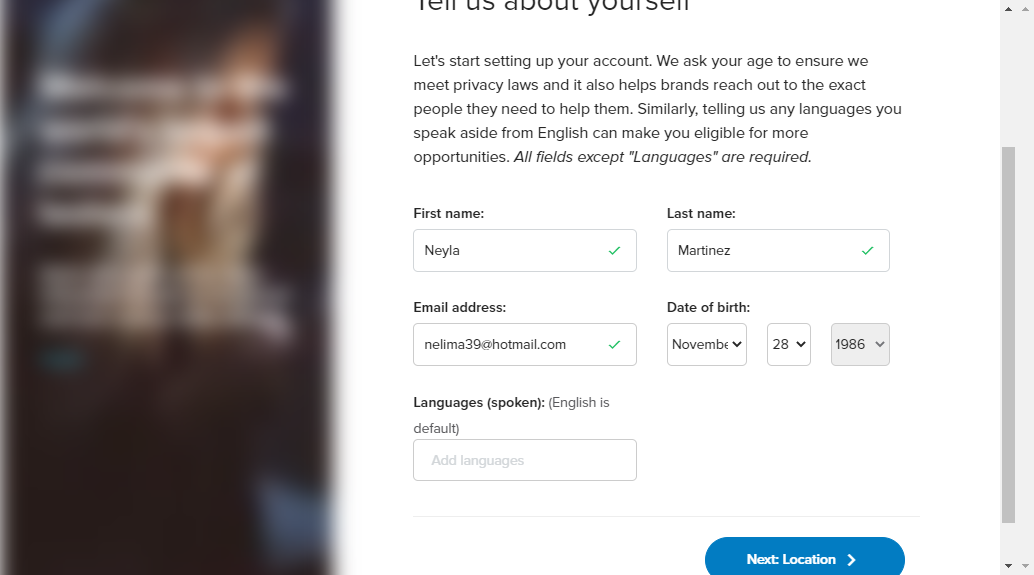 Tell us about yourself
Let's start setting up your account. We ask your age to ensure we
meet privacy laws and it also helps brands reach out to the exact
people they need to help them. Similarly, telling us any languages you
speak aside from English can make you eligible for more
opportunities. All fields except "Languages" are required.
First name:
Last name:
Neyla
Martinez
Email address:
Date of birth:
nelima39@hotmail.com
Novembe
28
1986
Languages (spoken): (English is
default)
Add languages
Next: Location